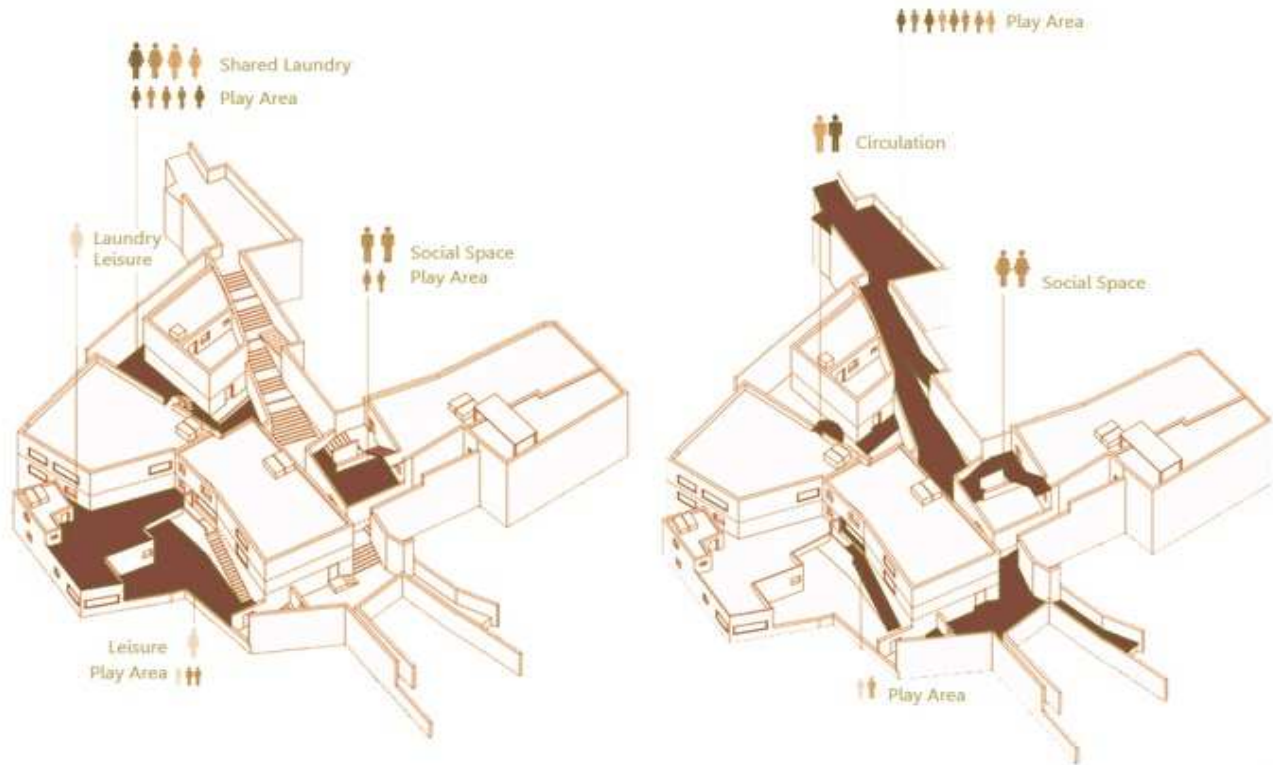 Shared Laundry
Play Area
Laundry
Leisure
Social Space
Play Area
Leisure
Play Area
Play Area
Circulation
Social Space
Play Area